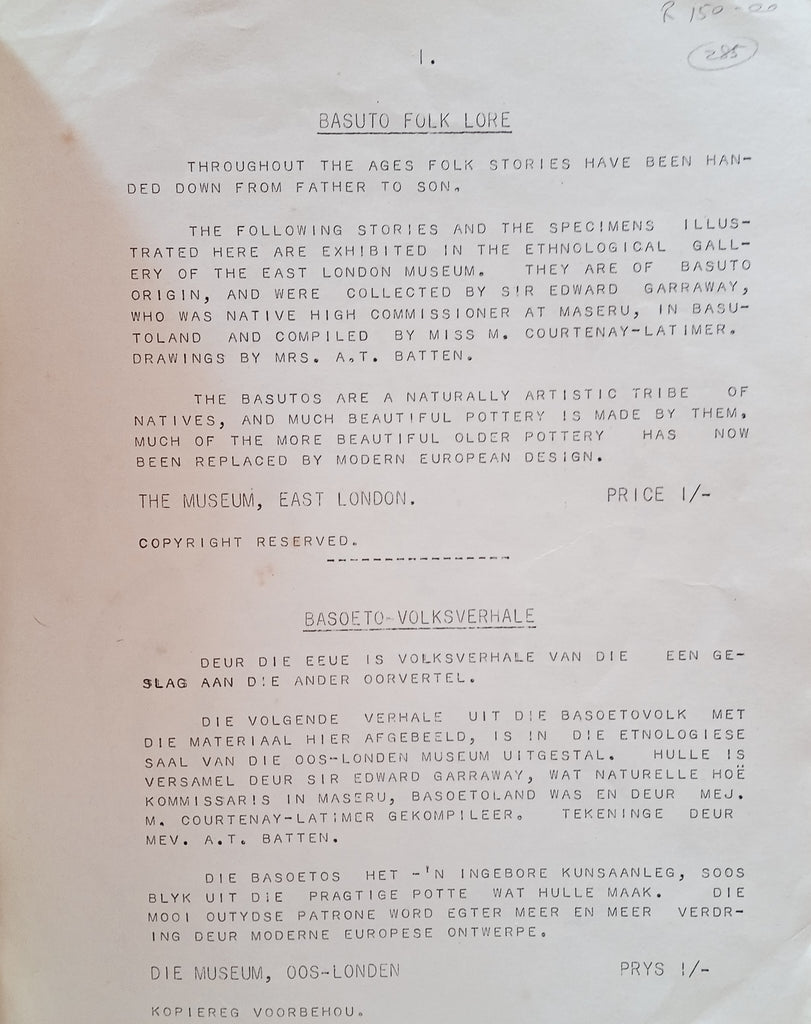 R 150-00
285
1.
BASUTO FOLK LORE
THROUGHOUT THE AGES FOLK STORIES HAVE BEEN HAN-
DED DOWN FROM FATHER TO SON.
THE FOLLOWING STORIES AND THE SPECIMENS ILLUS-
TRATED HERE ARE EXHIBITED IN THE ETHNOLOGICAL GALL-
ERY OF THE EAST LONDON MUSEUM. THEY ARE OF BASUTO
ORIGIN, AND WERE COLLECTED BY SIR EDWARD GARRAWAY,
WHO WAS NATIVE HIGH COMMISSIONER AT MASERU, IN BASU-
TOLAND AND COMPILED BY MISS M. COURTENAY-LATIMER.
DRAWINGS BY MRS. A.T. BATTEN.
THE BASUTOS ARE A NATURALLY ARTISTIC TRIBE OF
NATIVES, AND MUCH BEAUTIFUL POTTERY IS MADE BY THEM.
MUCH OF THE MORE BEAUTIFUL OLDER POTTERY HAS NOW
BEEN REPLACED BY MODERN EUROPEAN DESIGN.
THE MUSEUM, EAST LONDON. PRICE 1/-
COPYRIGHT RESERVED.
BASOETO-VOLKSVERHALE
DEUR DIE EEUE IS VOLKSVERHALE VAN DIE EEN GE-
SLAG AAN DIE ANDER OORVERTEL.
DIE VOLGENDE VERHALE UIT DIE BASOETOVOLK MET
DIE MATERIAAL HIER AFGEBEELD, IS IN DIE ETNOLOGIESE
SAAL VAN DIE OOS-LONDEN MUSEUM UITGESTAL. HULLE IS
VERSAMEL DEUR SIR EDWARD GARRAWAY, WAT NATURELLE HOË
KOMMISSARIS IN MASERU, BASOETOLAND WAS EN DEUR MEJ.
M. COURTENAY-LATIMER GEKOMPILEER. TEKENINGE DEUR
MEV. A.T. BATTEN.
DIE BASOETOS HET -'N INGEBORE KUNSAANLEG, SOOS
BLYK UIT DIE PRAGTIGE POTTE WAT HULLE MAAK. DIE
MOOI OUTYDSE PATRONE WORD EGTER MEER EN MEER VERDR-
ING DEUR MODERNE EUROPESE ONTWERPE.
DIE MUSEUM, OOS-LONDEN PRYS 1/-
KOPIEREG VOORBEHOU.